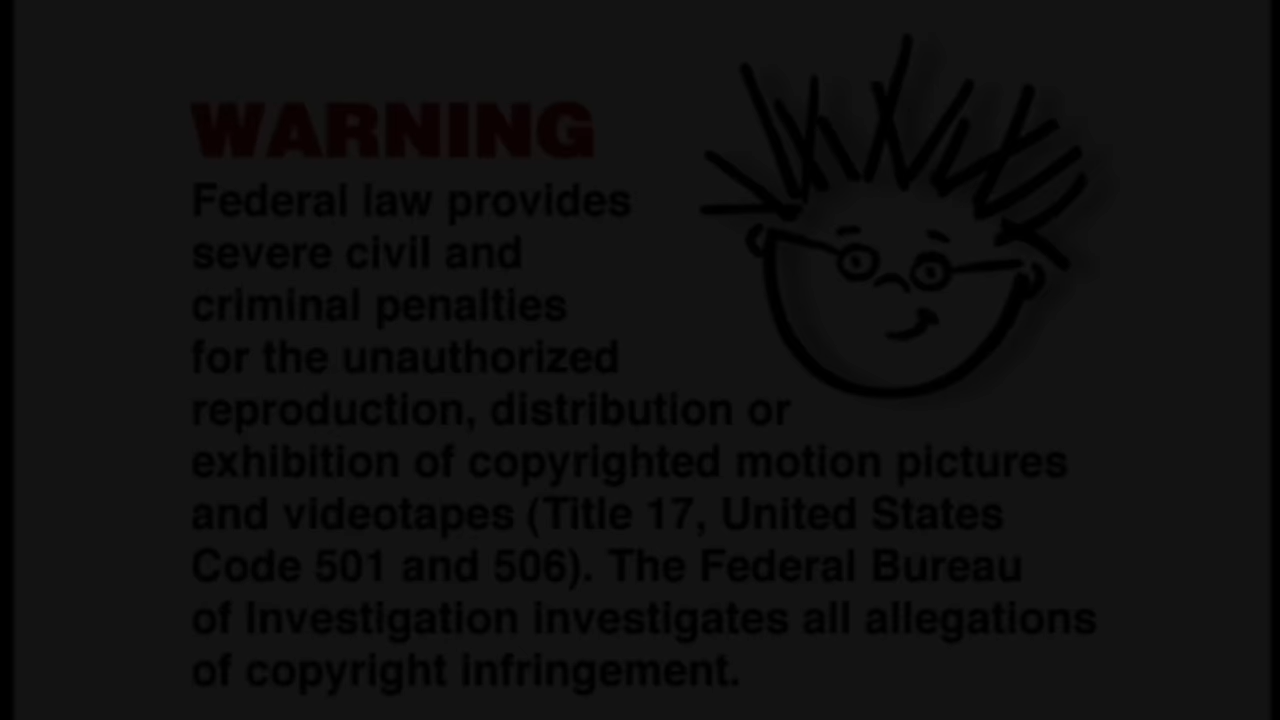 WARNING
Federal law provides
severe civil and
criminal penalties
for the unauthorized
reproduction, distribution or
exhibition of copyrighted motion pictures
and videotapes (Title 17, United States
Code 501 and 506). The Federal Bureau
of Investigation investigates all allegations
of copyright infringement.